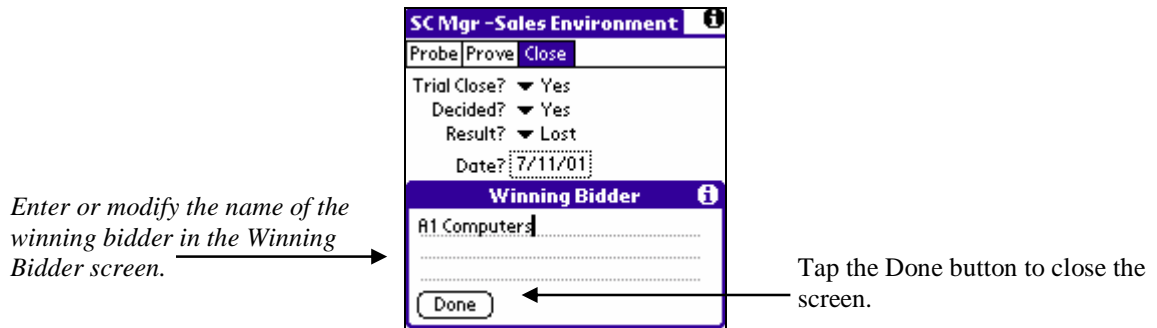 SC Mgr -Sales Environment
Probe Prove Close
Trial Close? Yes
Decided? Yes
Result? Lost
Date? 7/11/01
Winning Bidder
A1 Computers
Done
Enter or modify the name of the
winning bidder in the Winning
Bidder screen.
Tap the Done button to close the
screen.